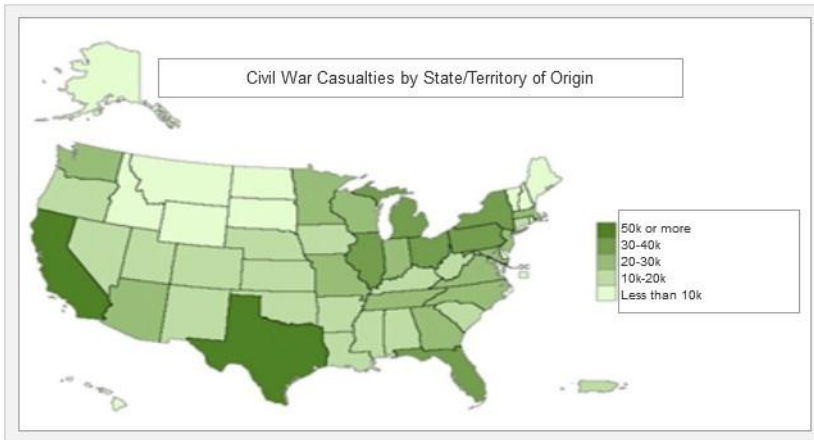 Civil War Casualties by State/Territory of Origin
50k or more
30-40k
20-30k
10k-20k
Less than 10k